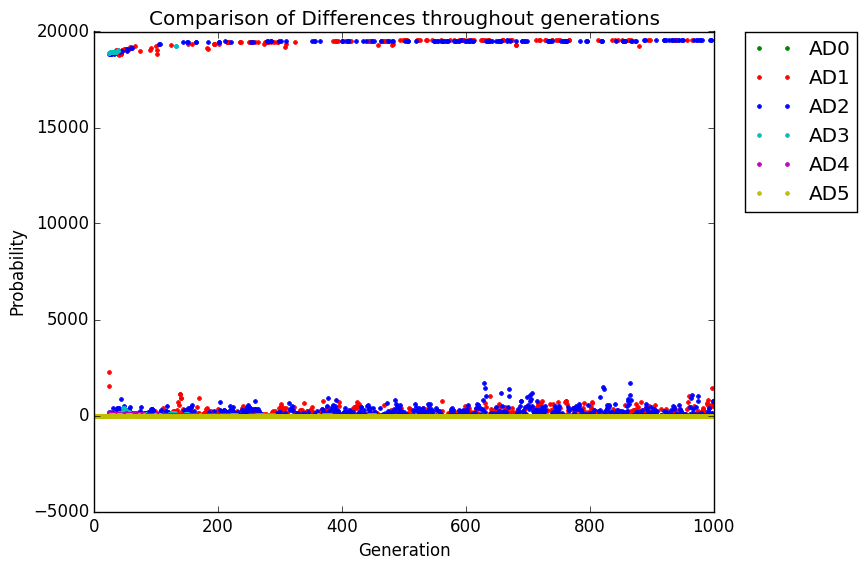 Comparison of Differences throughout generations
20000
15000
10000
5000
0
−5000
Probability
0 200 400 600 800 1000
Generation
AD0
AD1
AD2
AD3
AD4
AD5